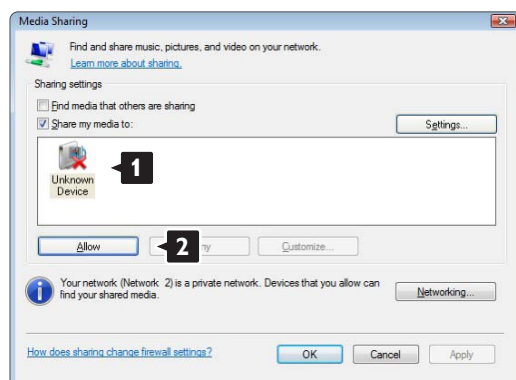 Media Sharing
Find and share music, pictures, and video on your network.
Learn more about sharing.
Sharing settings
Find media that others are sharing
Share my media to:
Settings...
1
Unknown
Device
Allow
2
ny
Customize...
Your network (Network 2) is a private network. Devices that you allow can
find your shared media.
Networking...
How does sharing change firewall settings?
OK
Cancel
Apply